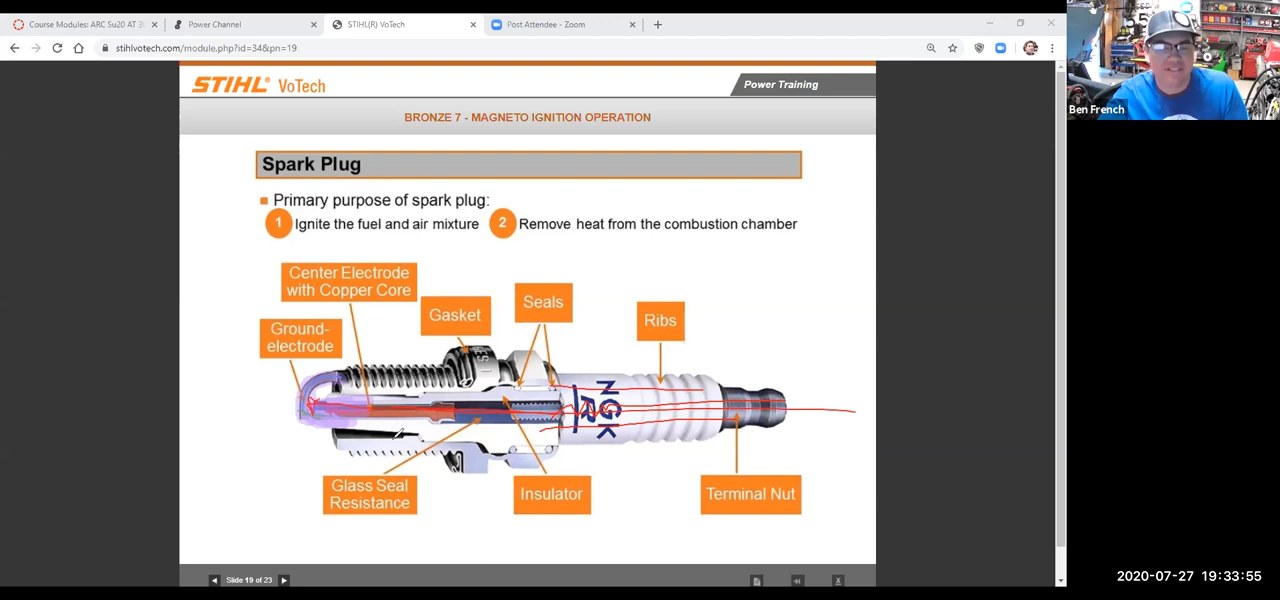 Course Modules: ARC Su20 AT 3
Power Channel
STIHL(R) VoTech
Post Attendee - Zoom
stihlvotech.com/module.php?id=34&pn=19
Ben French
STIHL VoTech
Power Training
BRONZE 7 - MAGNETO IGNITION OPERATION
Spark Plug
Primary purpose of spark plug:
1 Ignite the fuel and air mixture 2 Remove heat from the combustion chamber
Center Electrode
with Copper Core
Gasket
Seals
Ribs
Ground-
electrode
NGK
R
Glass Seal
Resistance
Insulator
Terminal Nut
Slide 19 of 23
2020-07-27 19:33:55